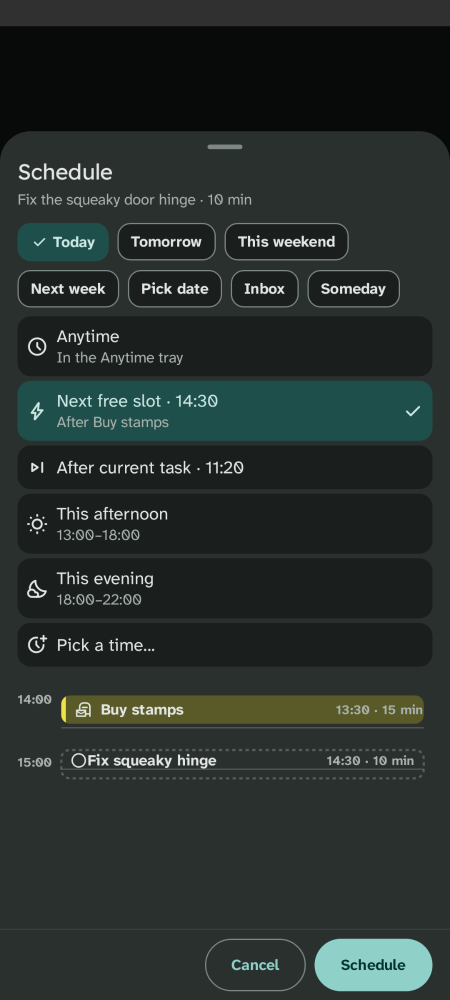 Schedule
Fix the squeaky door hinge · 10 min
Today
Tomorrow
This weekend
Next week
Pick date
Inbox
Someday
Anytime
In the Anytime tray
Next free slot · 14:30
After Buy stamps
After current task · 11:20
This afternoon
13:00–18:00
This evening
18:00–22:00
Pick a time...
14:00
Buy stamps
13:30 · 15 min
15:00
Fix squeaky hinge
14:30 · 10 min
Cancel
Schedule